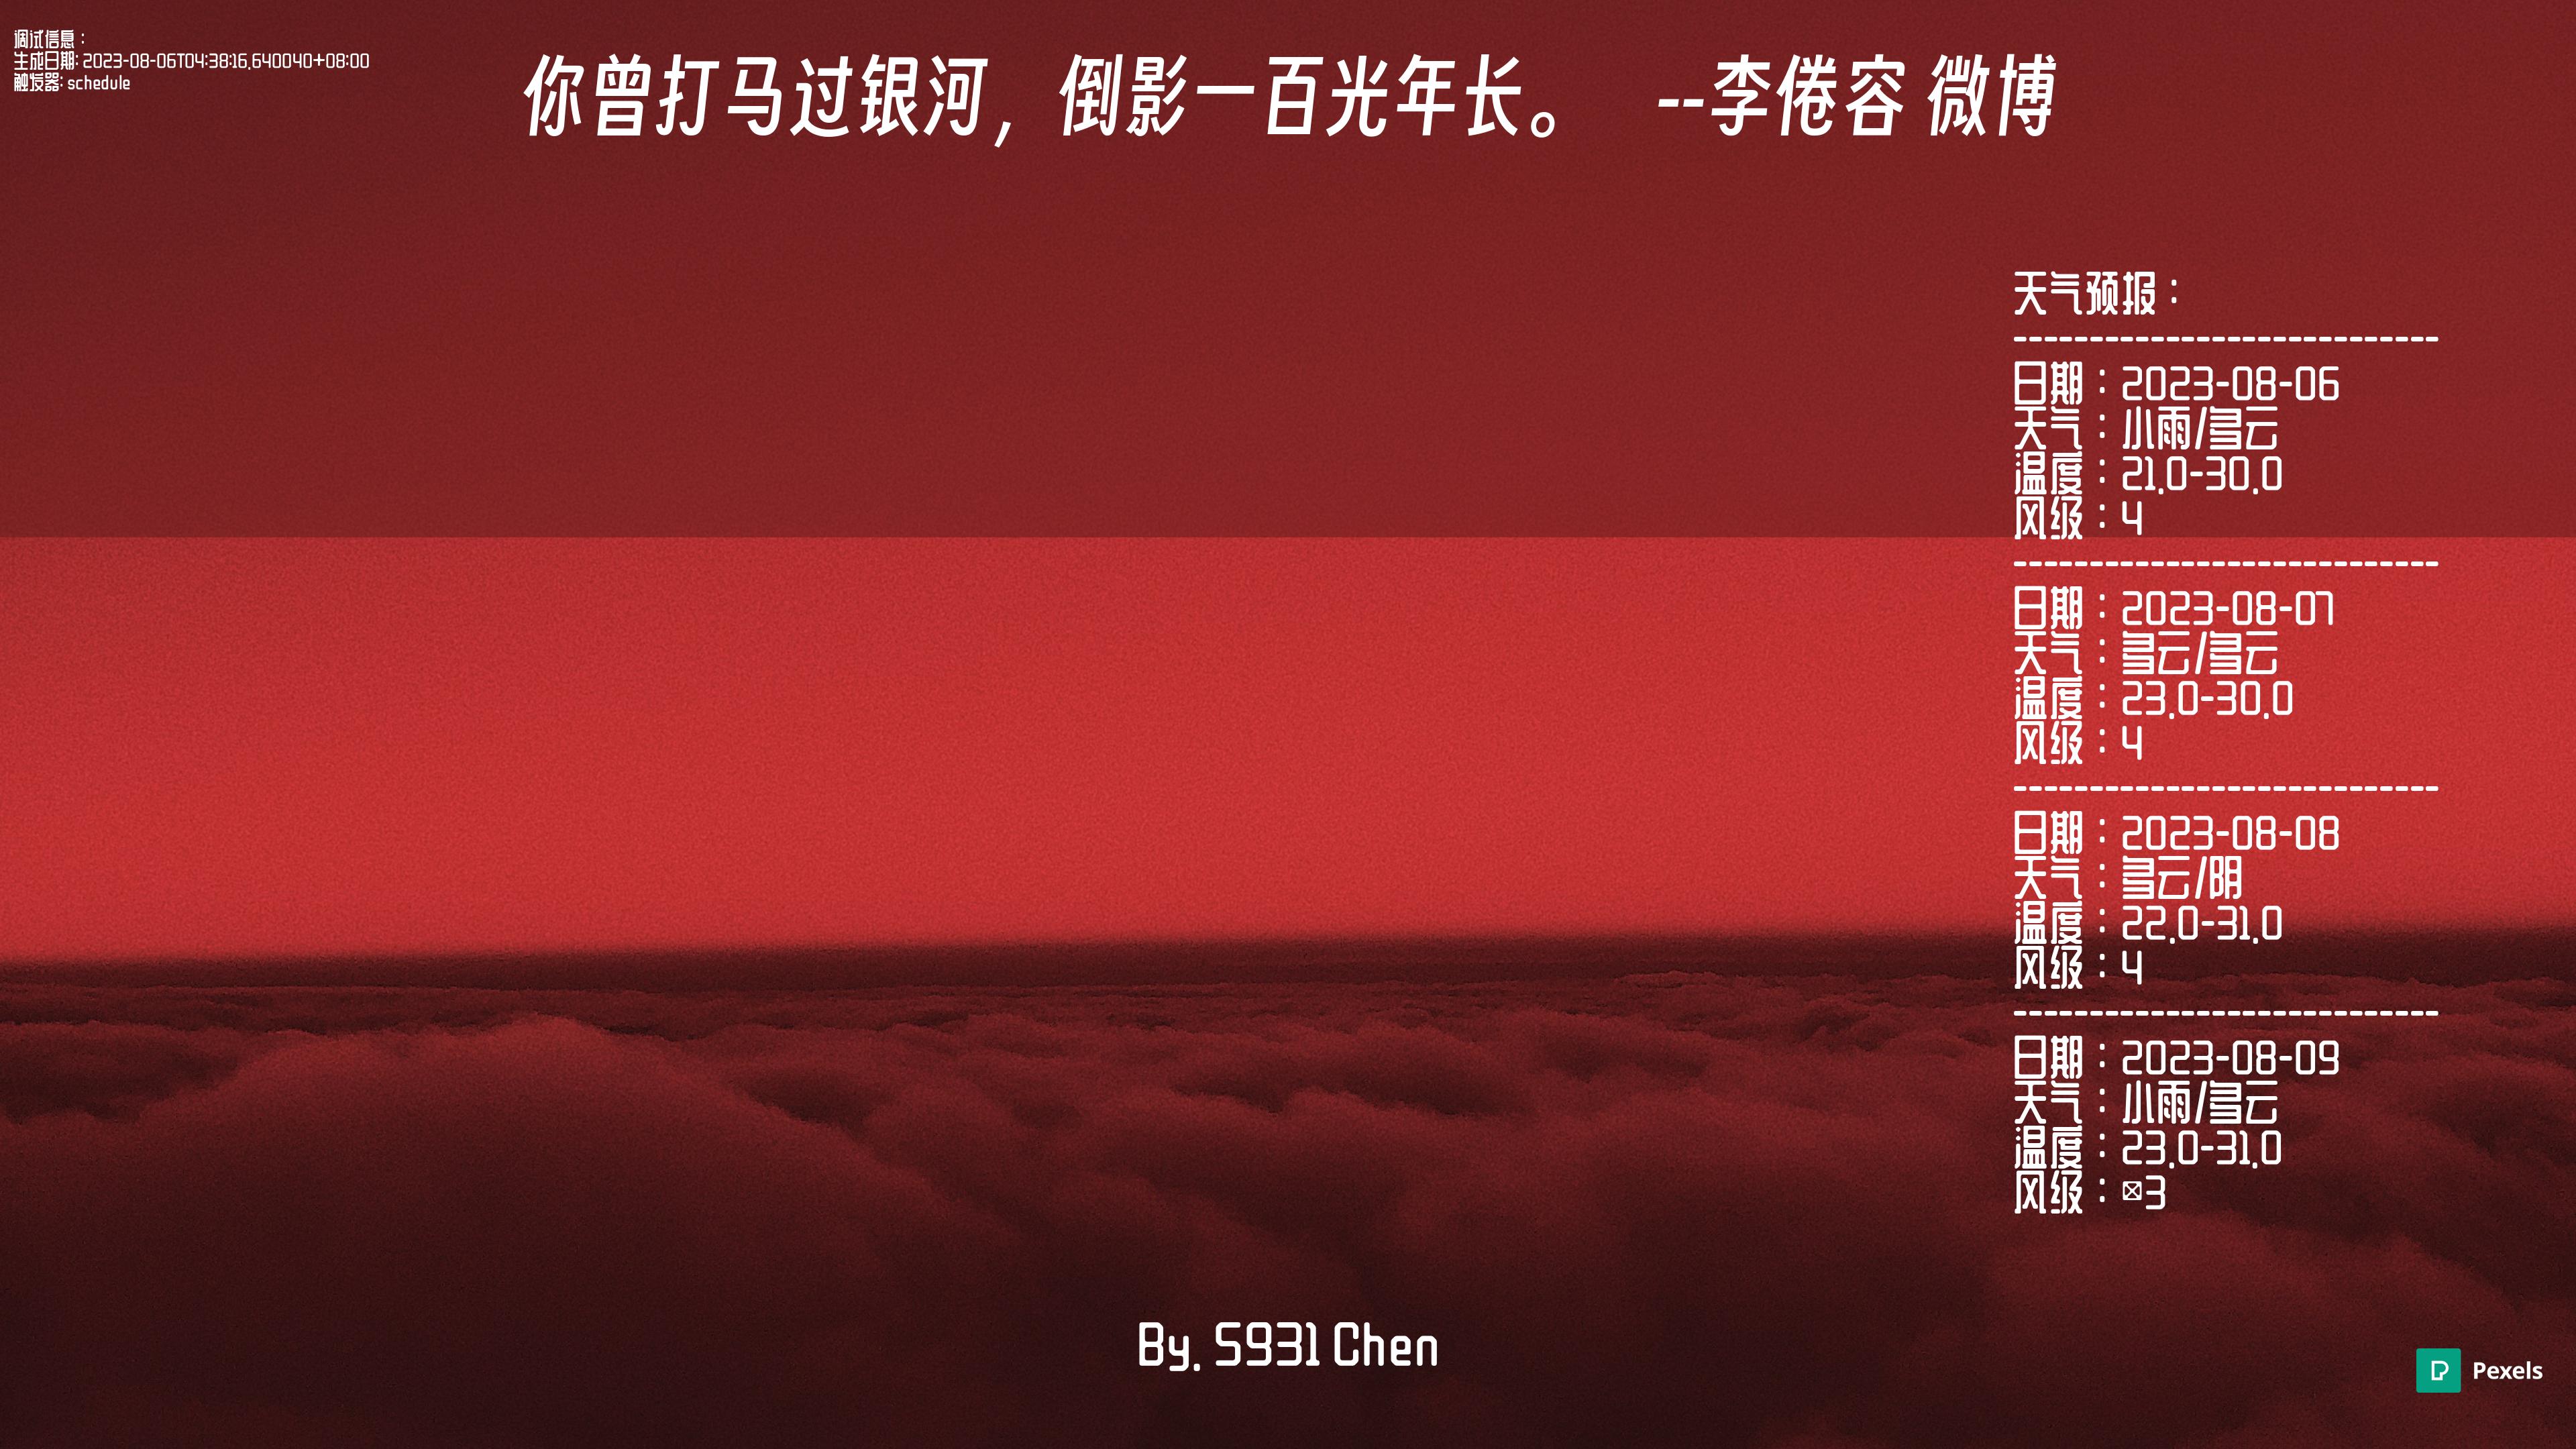 调试信息：
生成日期: 2023-08-06T04:38:16.640040+08:00
触发器: schedule
你曾打马过银河，倒影一百光年长。 --李倦容 微博
天气预报：
----------------------------
日期：2023-08-06
天气：小雨/多云
温度：21.0-30.0
风级：4
----------------------------
日期：2023-08-07
天气：多云/多云
温度：23.0-30.0
风级：4
----------------------------
日期：2023-08-08
天气：多云/阴
温度：22.0-31.0
风级：4
----------------------------
日期：2023-08-09
天气：小雨/多云
温度：23.0-31.0
风级：☒3
By. S931 Chen
Pexels